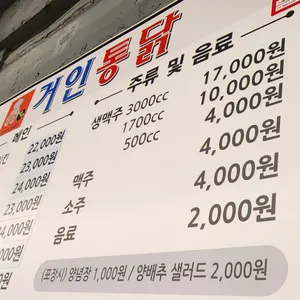 거인통닭
메인
22,000원
23,000원
24,000원
23,000원
24,000원
000원
주류 및 음료
생맥주 3000cc 17,000원
1700cc 10,000원
500cc 4,000원
맥주 4,000원
소주 4,000원
음료 2,000원
(포장시) 양념장 1,000원 / 양배추 샐러드 2,000원